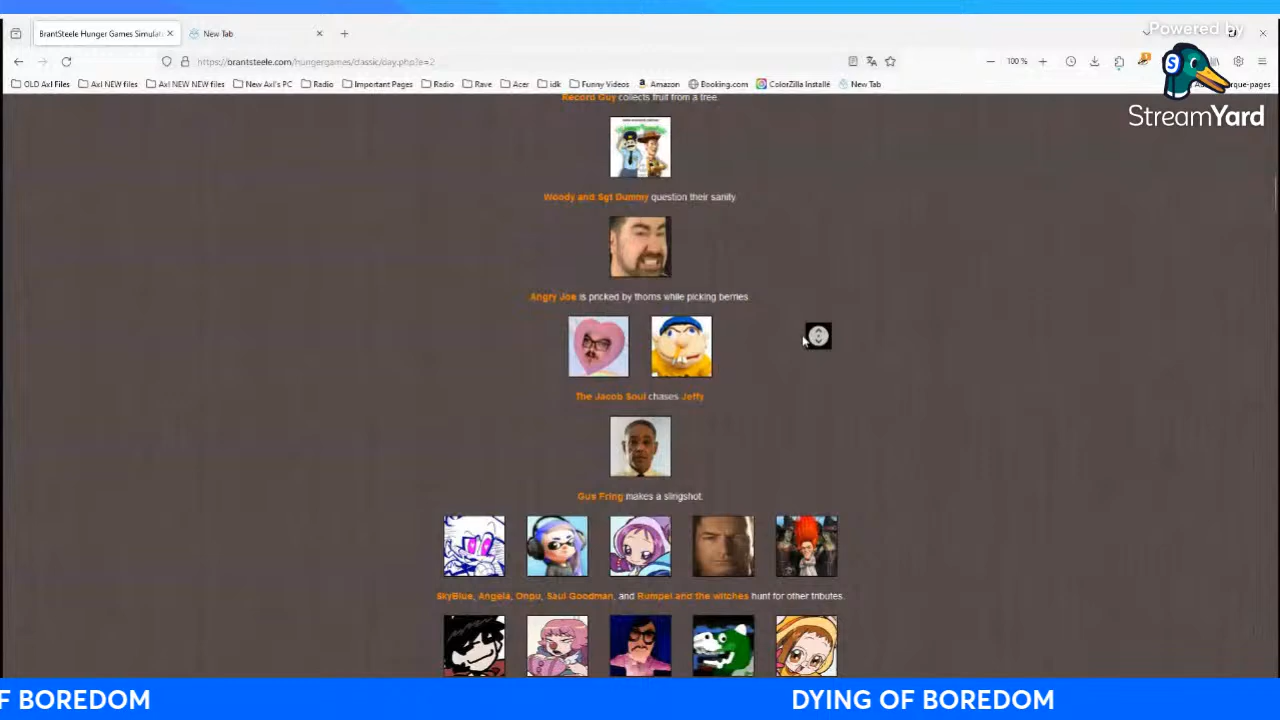 BrantSteele Hunger Games Simulat
New Tab
Powered by
https://brantsteele.com/hungergames/classic/day.php?e=2
100 %
OLD Axl Files
Axl NEW files
Axl NEW NEW files
New Axl's PC
Radio
Important Pages
Radio
Rave
Acer
idk
Funny Videos
Amazon
Booking.com
ColorZilla Installé
New Tab
arque-pages
StreamYard
Record Guy collects fruit from a tree.
Woody and Sgt Dummy question their sanity.
Angry Joe is pricked by thorns while picking berries.
The Jacob Soul chases Jeffy.
Gus Fring makes a slingshot.
SkyBlue, Angela, Onpu, Saul Goodman, and Rumpel and the witches hunt for other tributes.
OF BOREDOM
DYING OF BOREDOM